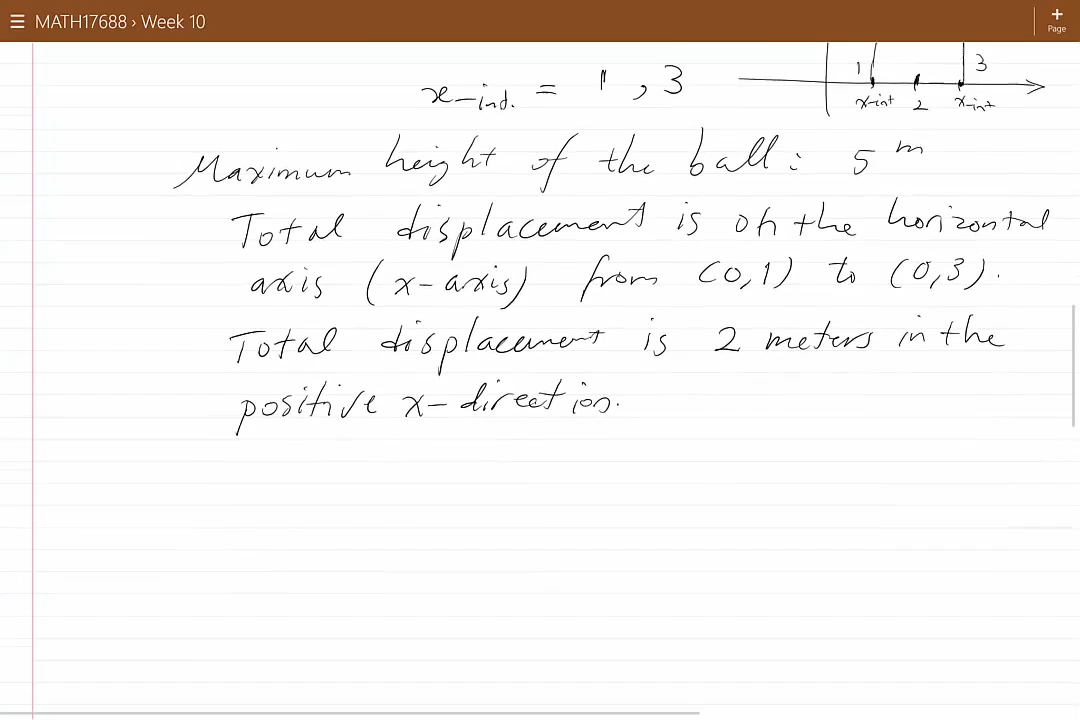 ☰ MATH17688 › Week 10
+
Page
x-int. = 1, 3
1 3
x-int 2 x-int
Maximum height of the ball: 5 m
Total displacement is on the horizontal
axis (x-axis) from (0,1) to (0,3).
Total displacement is 2 meters in the
positive x-direction.